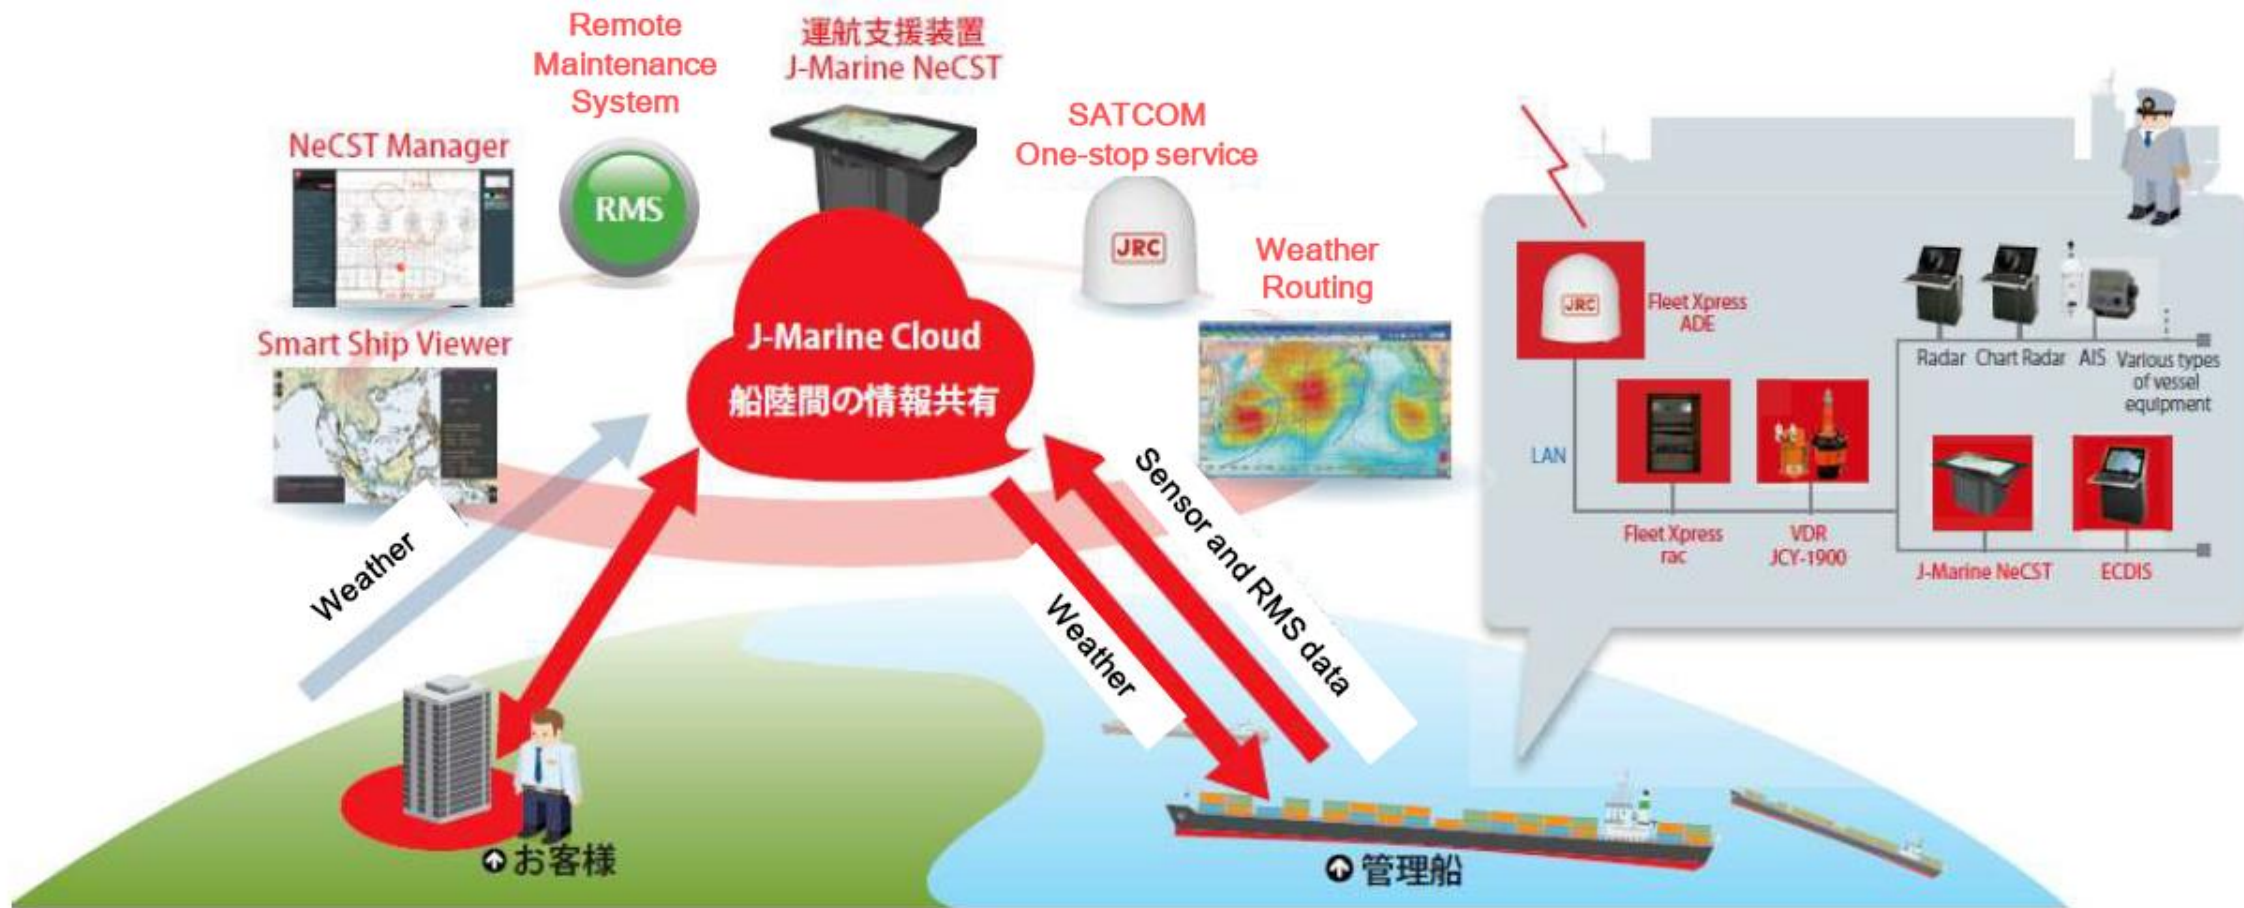 Remote
Maintenance
System
運航支援装置
J-Marine NeCST
SATCOM
One-stop service
NeCST Manager
RMS
JRC
Weather
Routing
Smart Ship Viewer
J-Marine Cloud
船陸間の情報共有
Weather
Weather
Sensor and RMS data
お客様
管理船
JRC
Fleet Xpress
ADE
Radar
Chart Radar
AIS
Various types
of vessel
equipment
LAN
Fleet Xpress
rac
VDR
JCY-1900
J-Marine NeCST
ECDIS